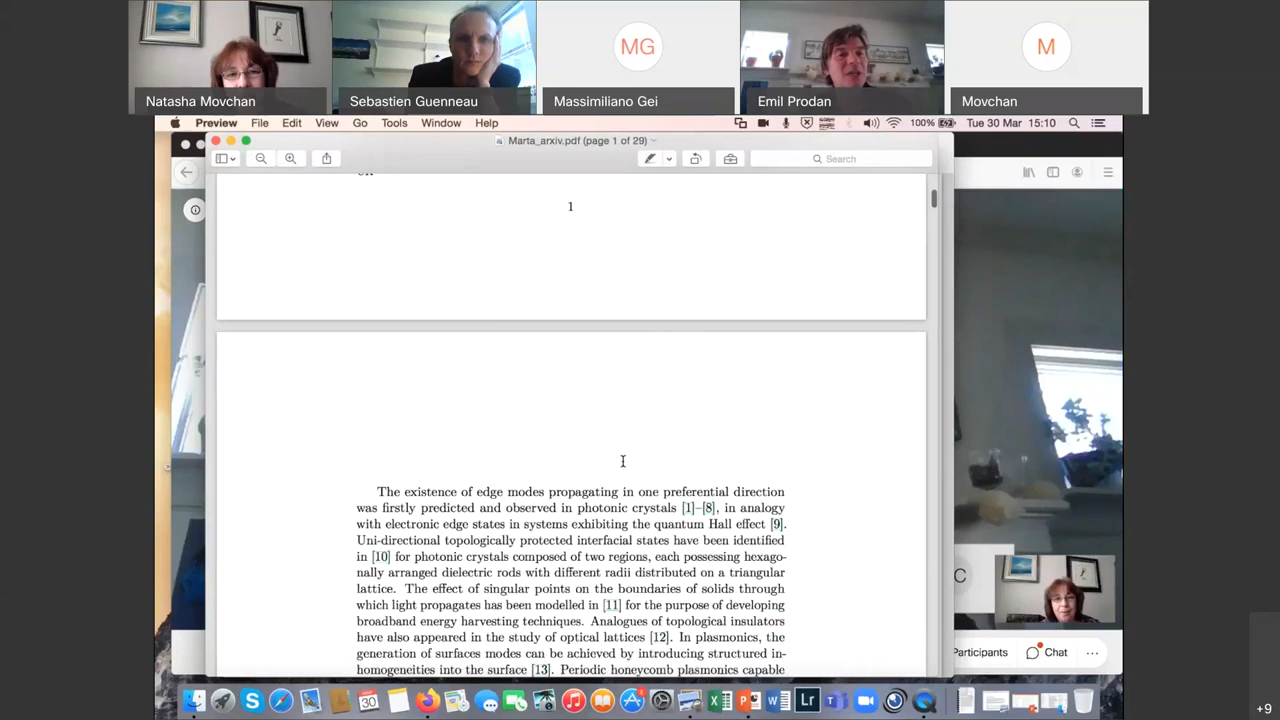 MG
M
Natasha Movchan
Sebastien Guenneau
Massimiliano Gei
Emil Prodan
Movchan
Preview File Edit View Go Tools Window Help
100%
Tue 30 Mar 15:10
Marta_arxiv.pdf (page 1 of 29)
Search
1
The existence of edge modes propagating in one preferential direction
was firstly predicted and observed in photonic crystals [1]–[8], in analogy
with electronic edge states in systems exhibiting the quantum Hall effect [9].
Uni-directional topologically protected interfacial states have been identified
in [10] for photonic crystals composed of two regions, each possessing hexago-
nally arranged dielectric rods with different radii distributed on a triangular
lattice. The effect of singular points on the boundaries of solids through
which light propagates has been modelled in [11] for the purpose of developing
broadband energy harvesting techniques. Analogues of topological insulators
have also appeared in the study of optical lattices [12]. In plasmonics, the
generation of surfaces modes can be achieved by introducing structured in-
homogeneities into the surface [13]. Periodic honeycomb plasmonics capable
C
Participants
Chat
...
30
Lr
+9